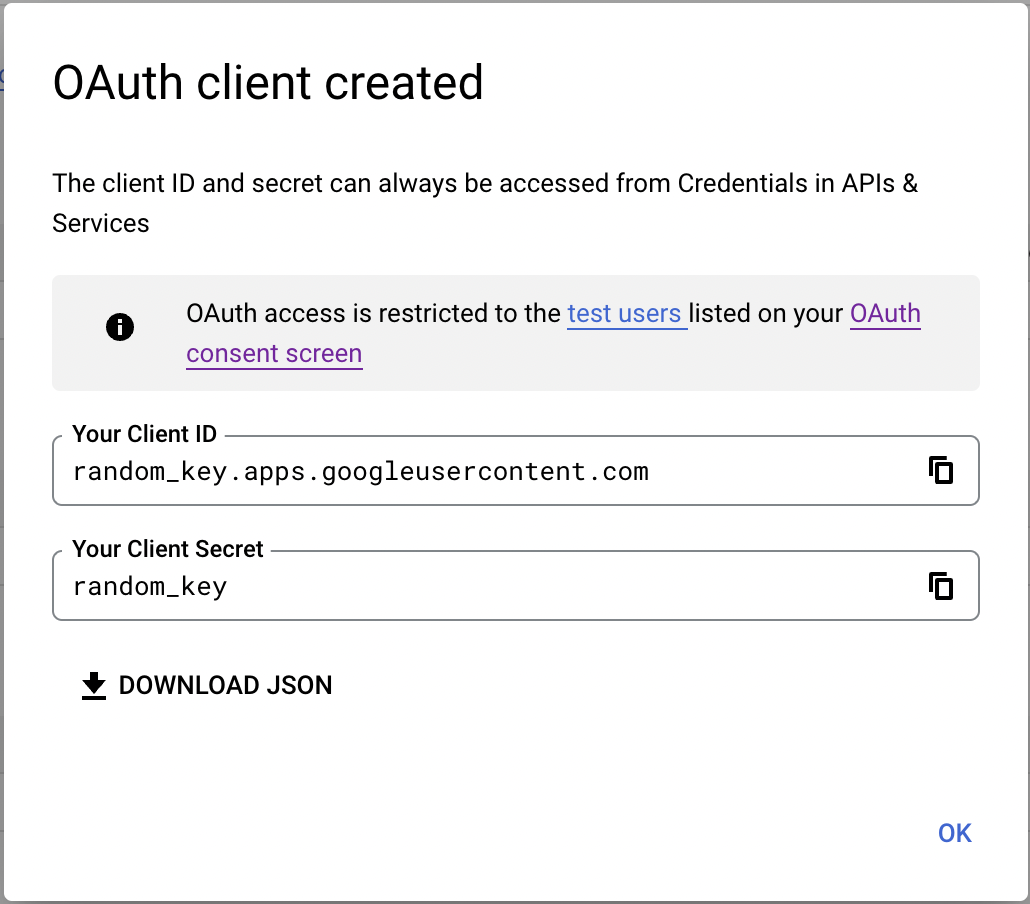 OAuth client created
The client ID and secret can always be accessed from Credentials in APIs &
Services
OAuth access is restricted to the test users listed on your OAuth
consent screen
Your Client ID
random_key.apps.googleusercontent.com
Your Client Secret
random_key
DOWNLOAD JSON
OK